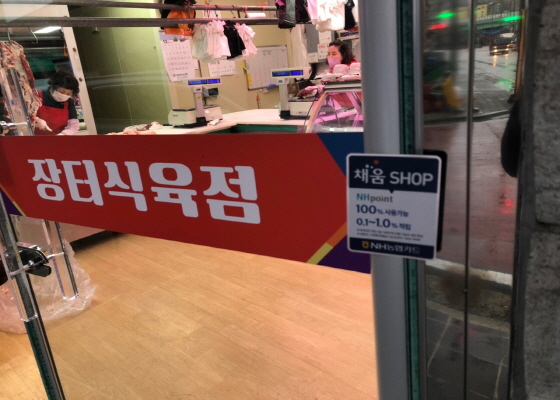 장터식육점
채움 SHOP
NHpoint
100% 사용가능
0.1~1.0% 적립
NH농협카드